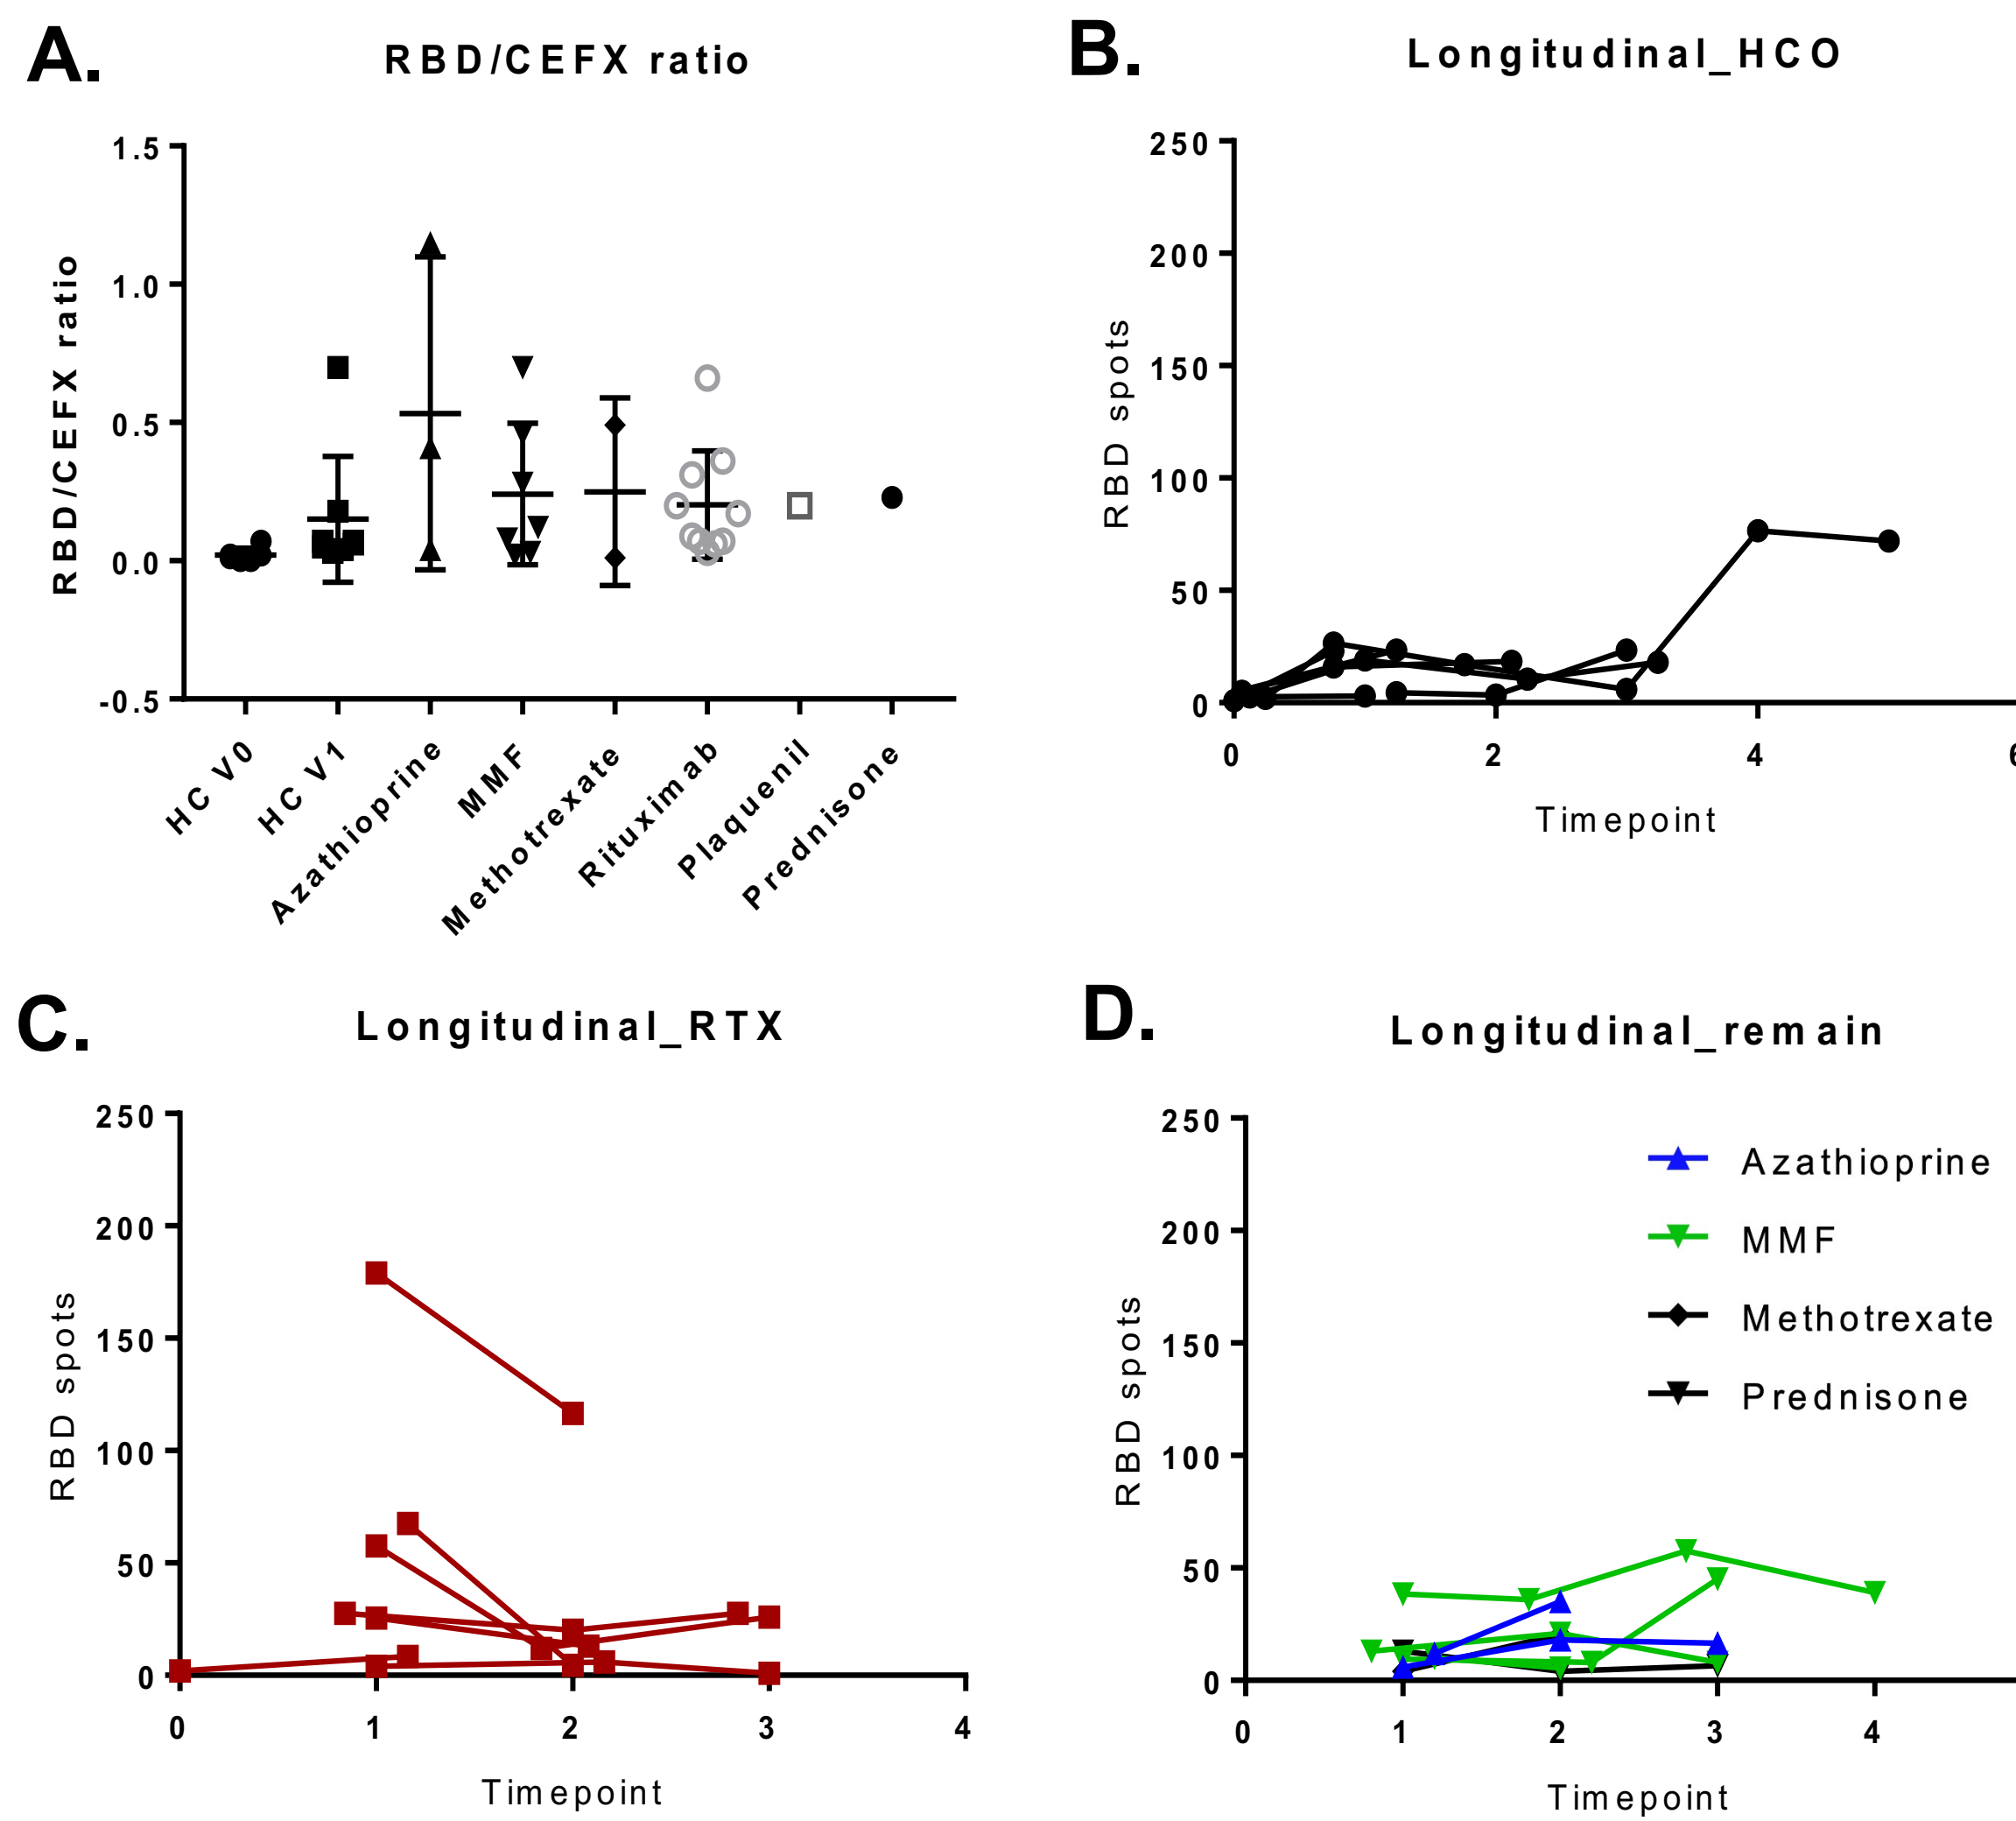 A.
RBD/CEFX ratio
RBD/CEFX ratio
1.5
1.0
0.5
0.0
-0.5
HC V0
HC V1
Azathioprine
MMF
Methotrexate
Rituximab
Plaquenil
Prednisone
B.
Longitudinal_HCO
RBD spots
250
200
150
100
50
0
0
2
4
6
Timepoint
C.
Longitudinal_RTX
RBD spots
250
200
150
100
50
0
0
1
2
3
4
Timepoint
D.
Longitudinal_remain
RBD spots
250
200
150
100
50
0
Azathioprine
MMF
Methotrexate
Prednisone
0
1
2
3
4
Timepoint